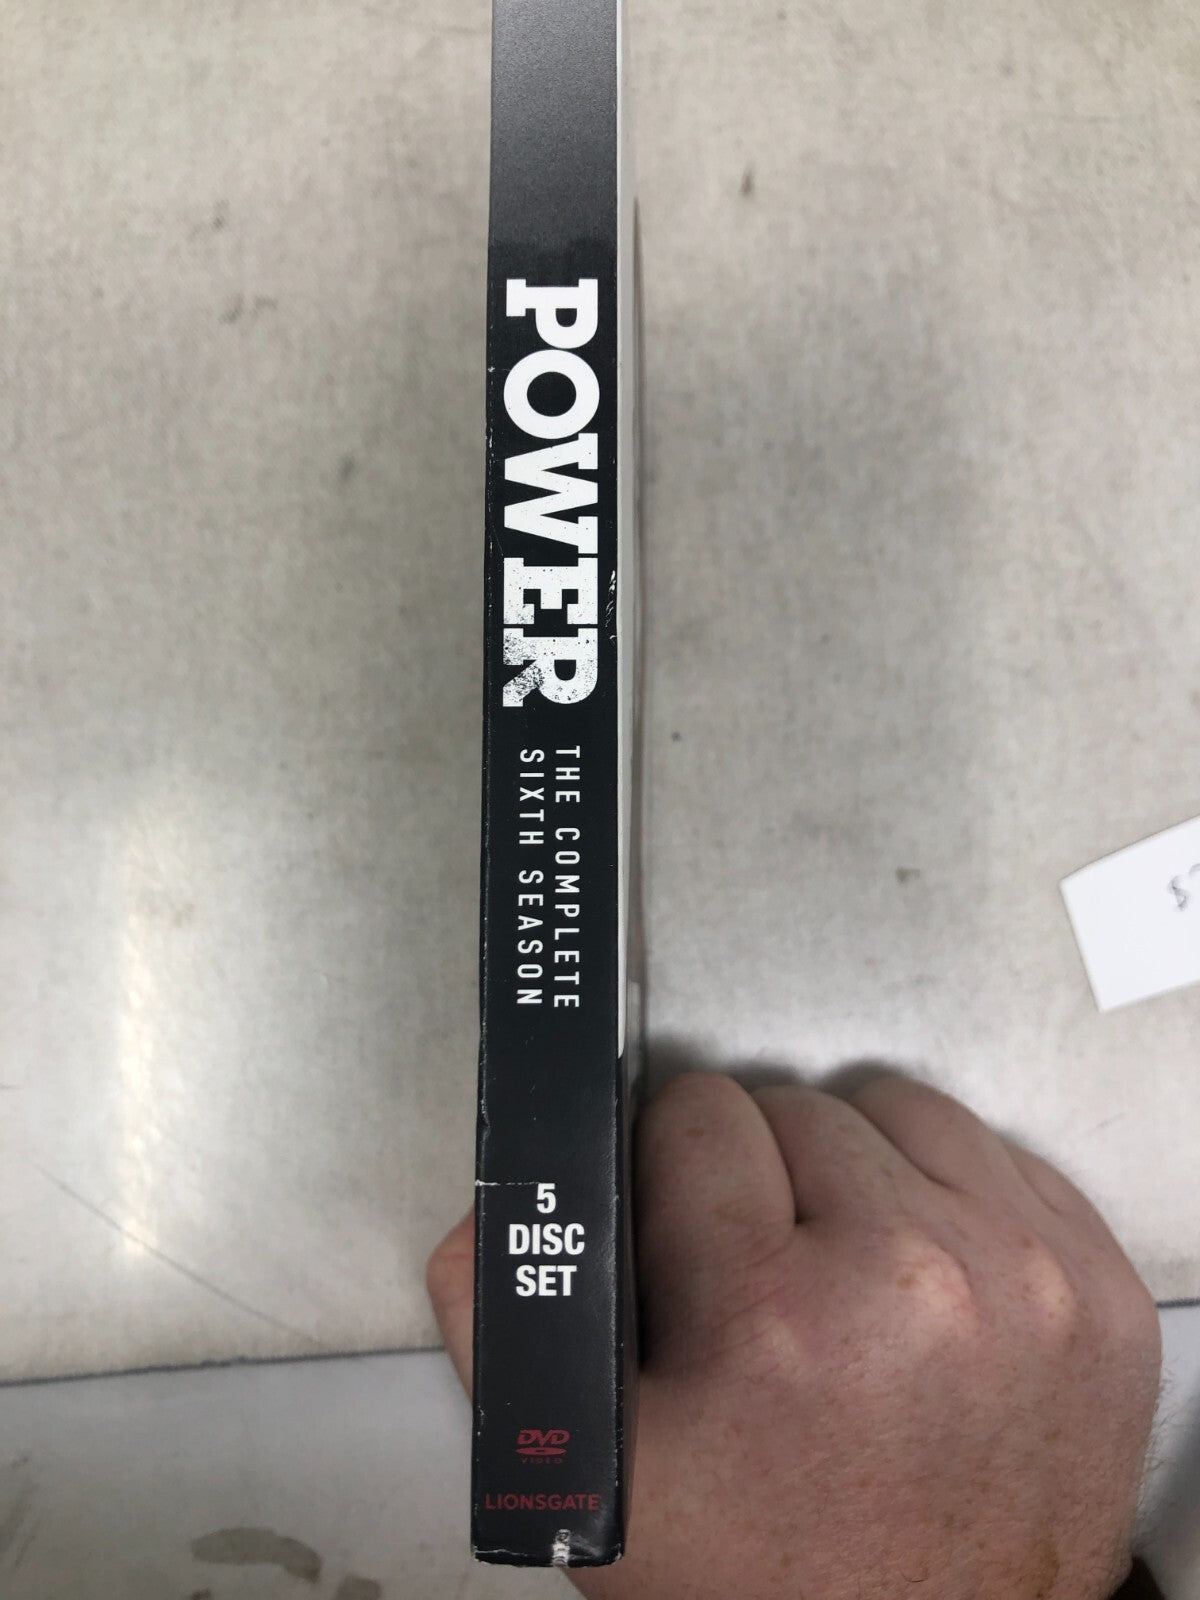 POWER
THE COMPLETE
SIXTH SEASON
5
DISC
SET
DVD
VIDEO
LIONSGATE